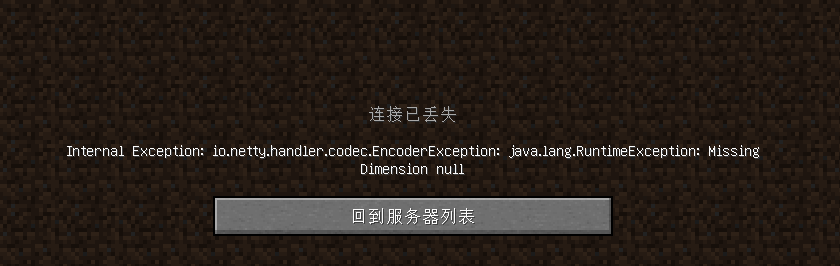 连接已丢失
Internal Exception: io.netty.handler.codec.EncoderException: java.lang.RuntimeException: Missing
Dimension null
回到服务器列表